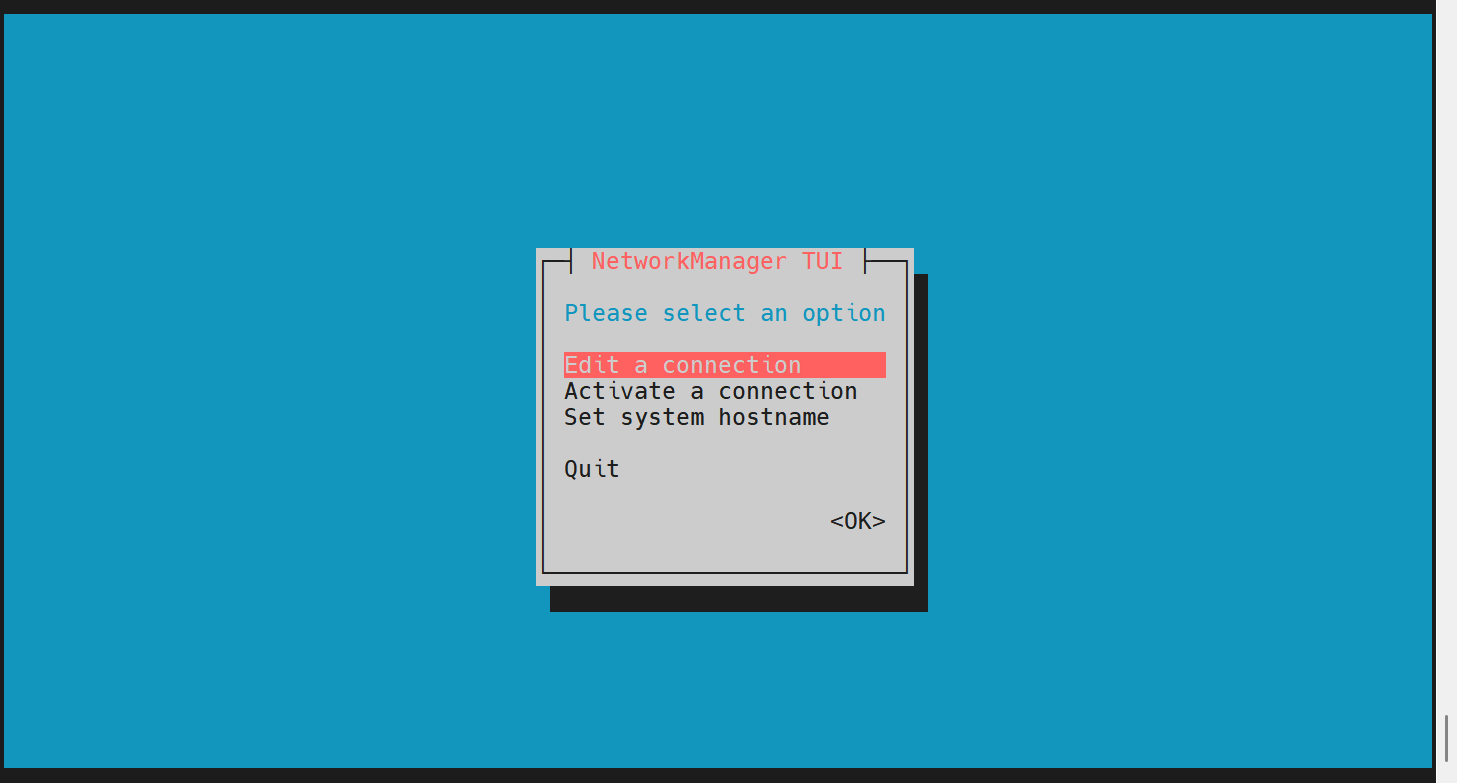 NetworkManager TUI
Please select an option
Edit a connection
Activate a connection
Set system hostname
Quit
<OK>